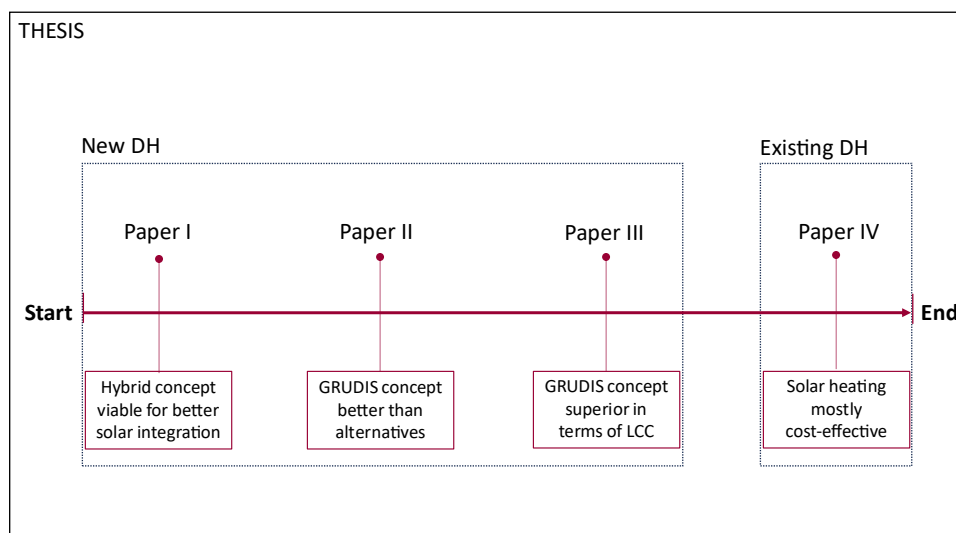 THESIS
New DH
Existing DH
Paper I
Paper II
Paper III
Paper IV
Start
End
Hybrid concept
viable for better
solar integration
GRUDIS concept
better than
alternatives
GRUDIS concept
superior in
terms of LCC
Solar heating
mostly
cost-effective